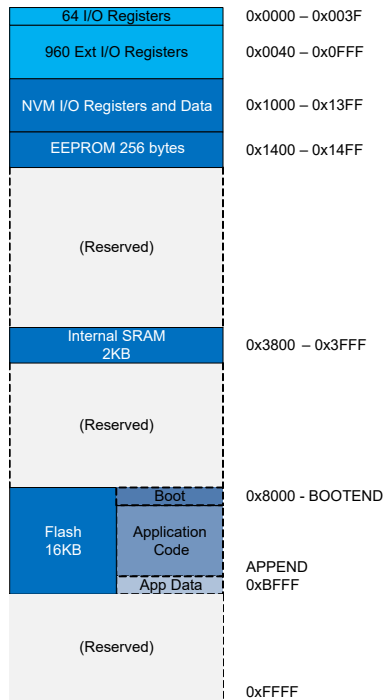 64 I/O Registers 0x0000 – 0x003F
960 Ext I/O Registers 0x0040 – 0x0FFF
NVM I/O Registers and Data 0x1000 – 0x13FF
EEPROM 256 bytes 0x1400 – 0x14FF
(Reserved)
Internal SRAM
2KB
0x3800 – 0x3FFF
(Reserved)
Boot 0x8000 - BOOTEND
Flash
16KB
Application
Code
APPEND
App Data 0xBFFF
(Reserved)
0xFFFF